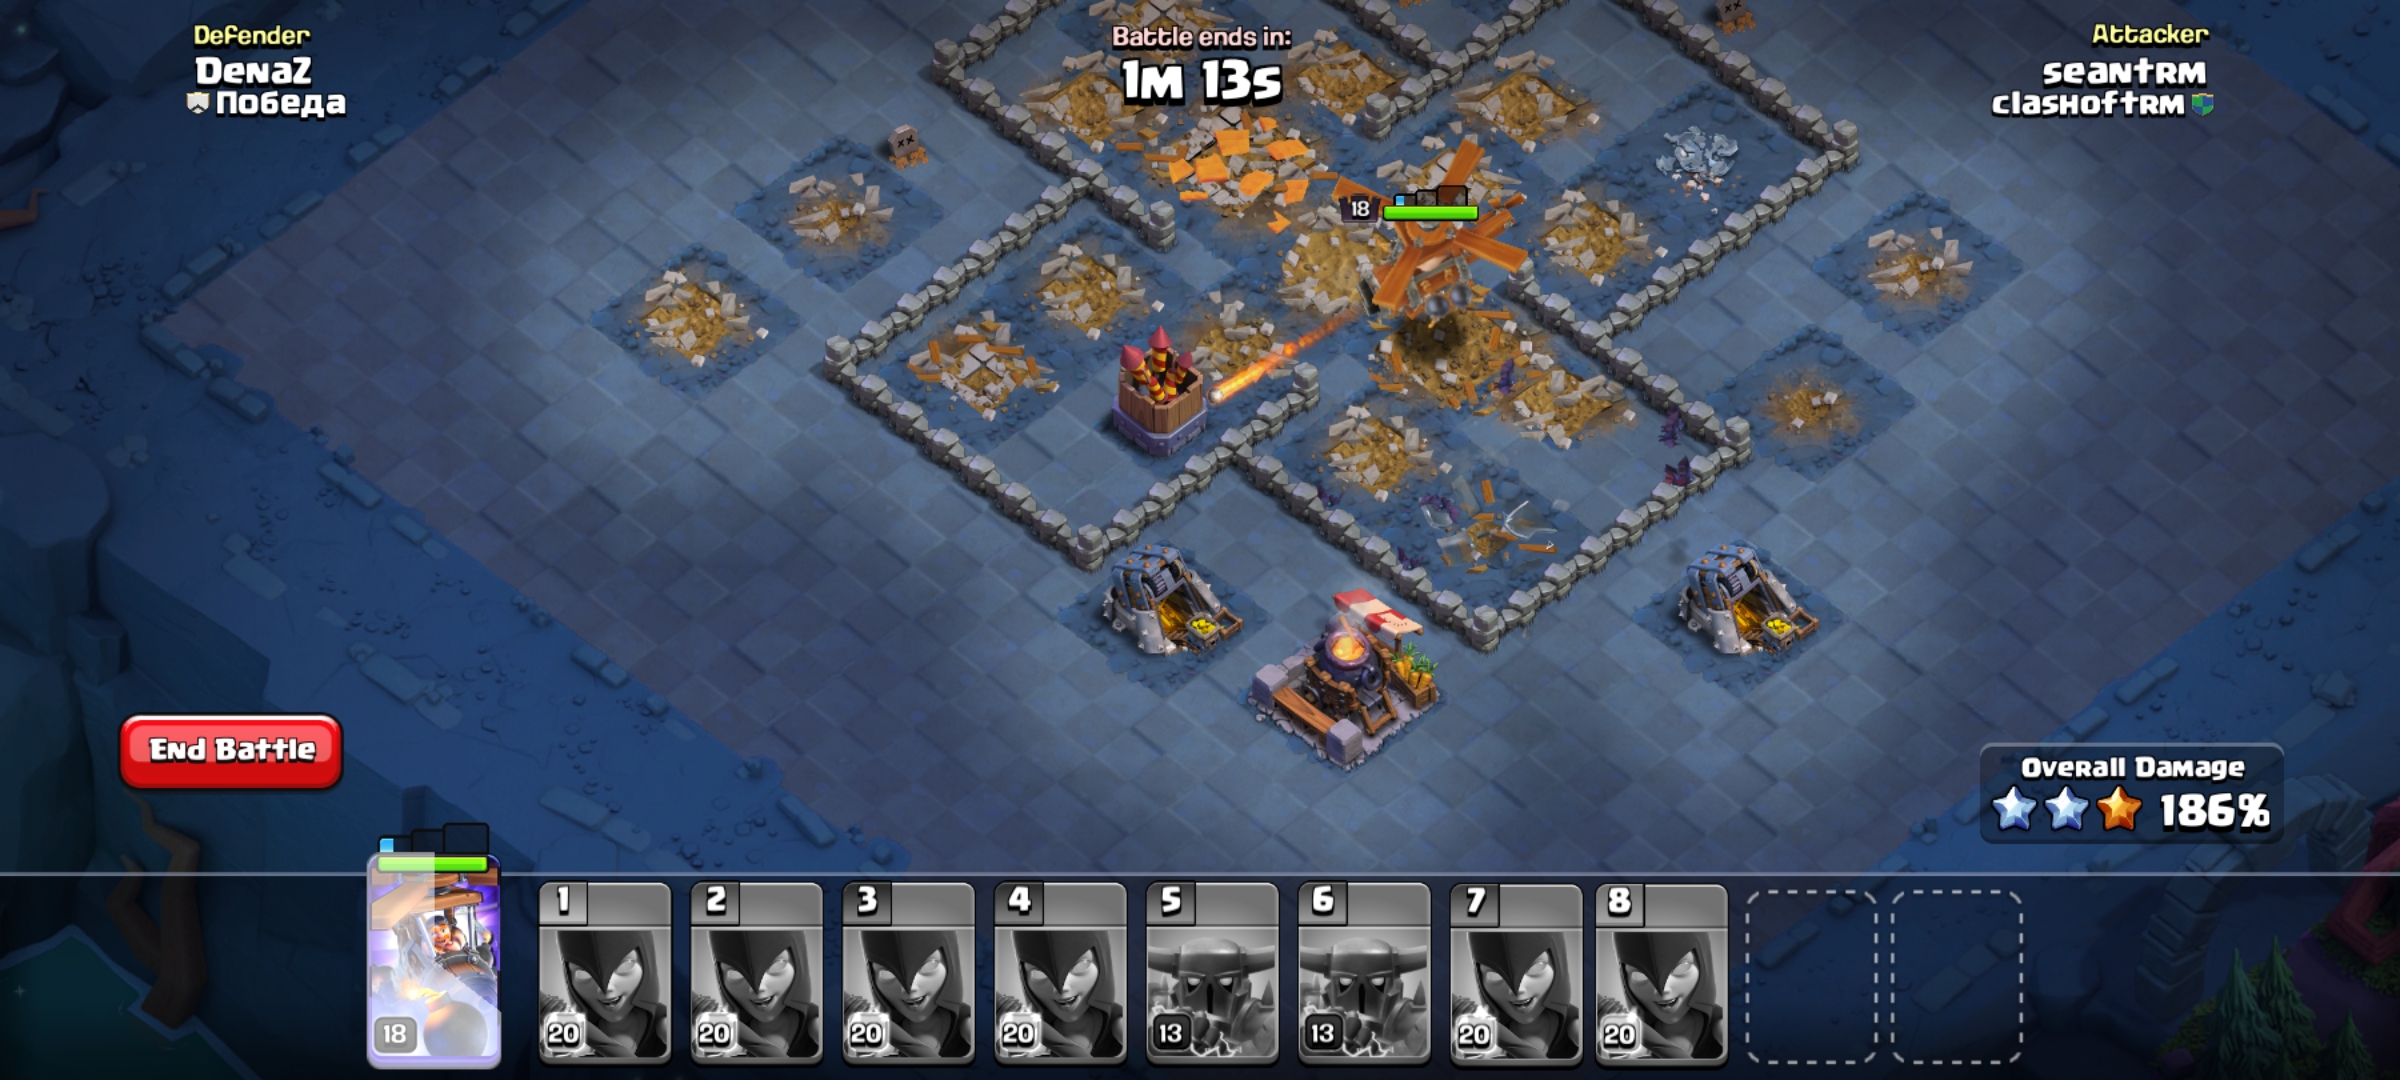 Defender
DenaZ
Победа
Battle ends in:
1M 13s
Attacker
seantRM
clashoftRM
18
End Battle
Overall Damage
186%
18
1
20
2
20
3
20
4
20
5
13
6
13
7
20
8
20